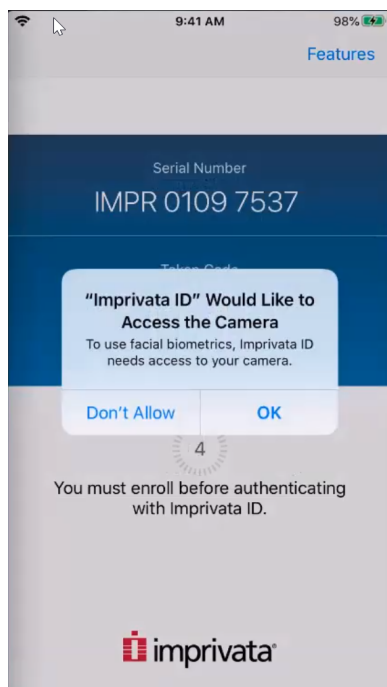 9:41 AM
98%
Features
Serial Number
IMPR 0109 7537
Token Code
“Imprivata ID” Would Like to
Access the Camera
To use facial biometrics, Imprivata ID
needs access to your camera.
Don’t Allow
OK
4
You must enroll before authenticating
with Imprivata ID.
imprivata®